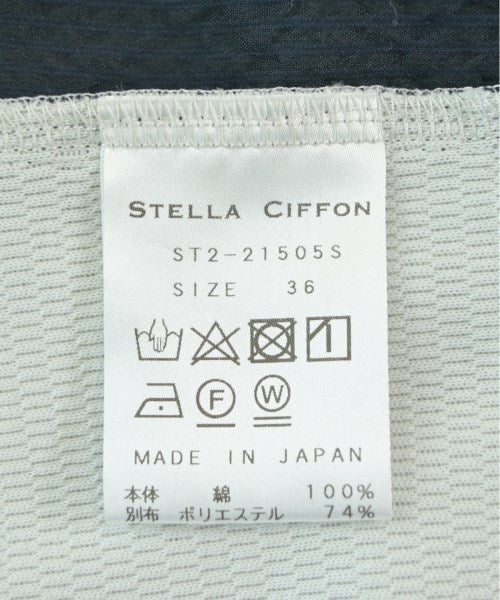 STELLA CIFFON
ST2-21505S
SIZE 36
F W
MADE IN JAPAN
本体 綿 100%
別布 ポリエステル 74%